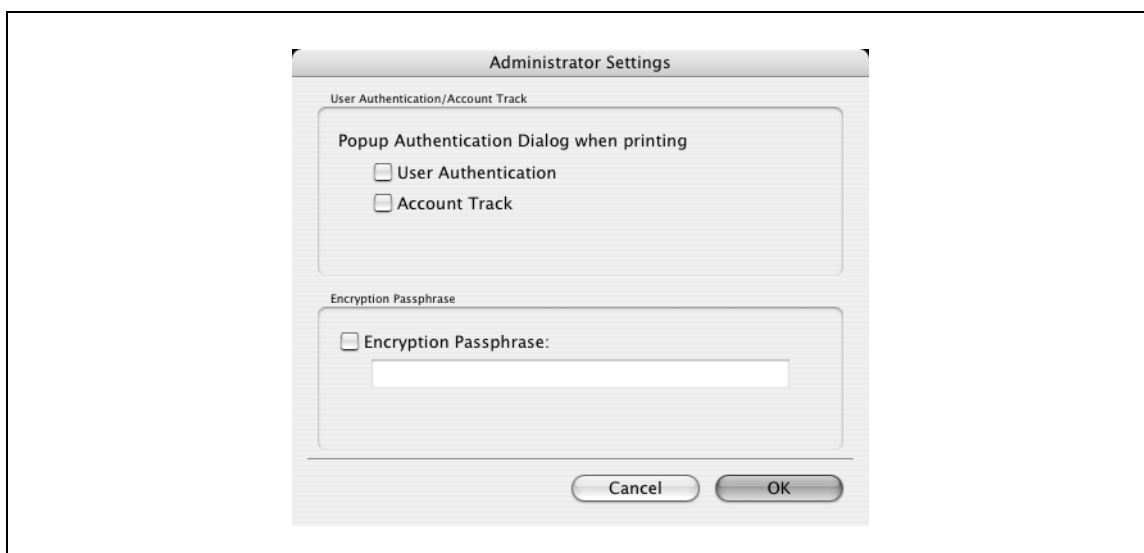 Administrator Settings
User Authentication/Account Track
Popup Authentication Dialog when printing
User Authentication
Account Track
Encryption Passphrase
Encryption Passphrase:
Cancel
OK